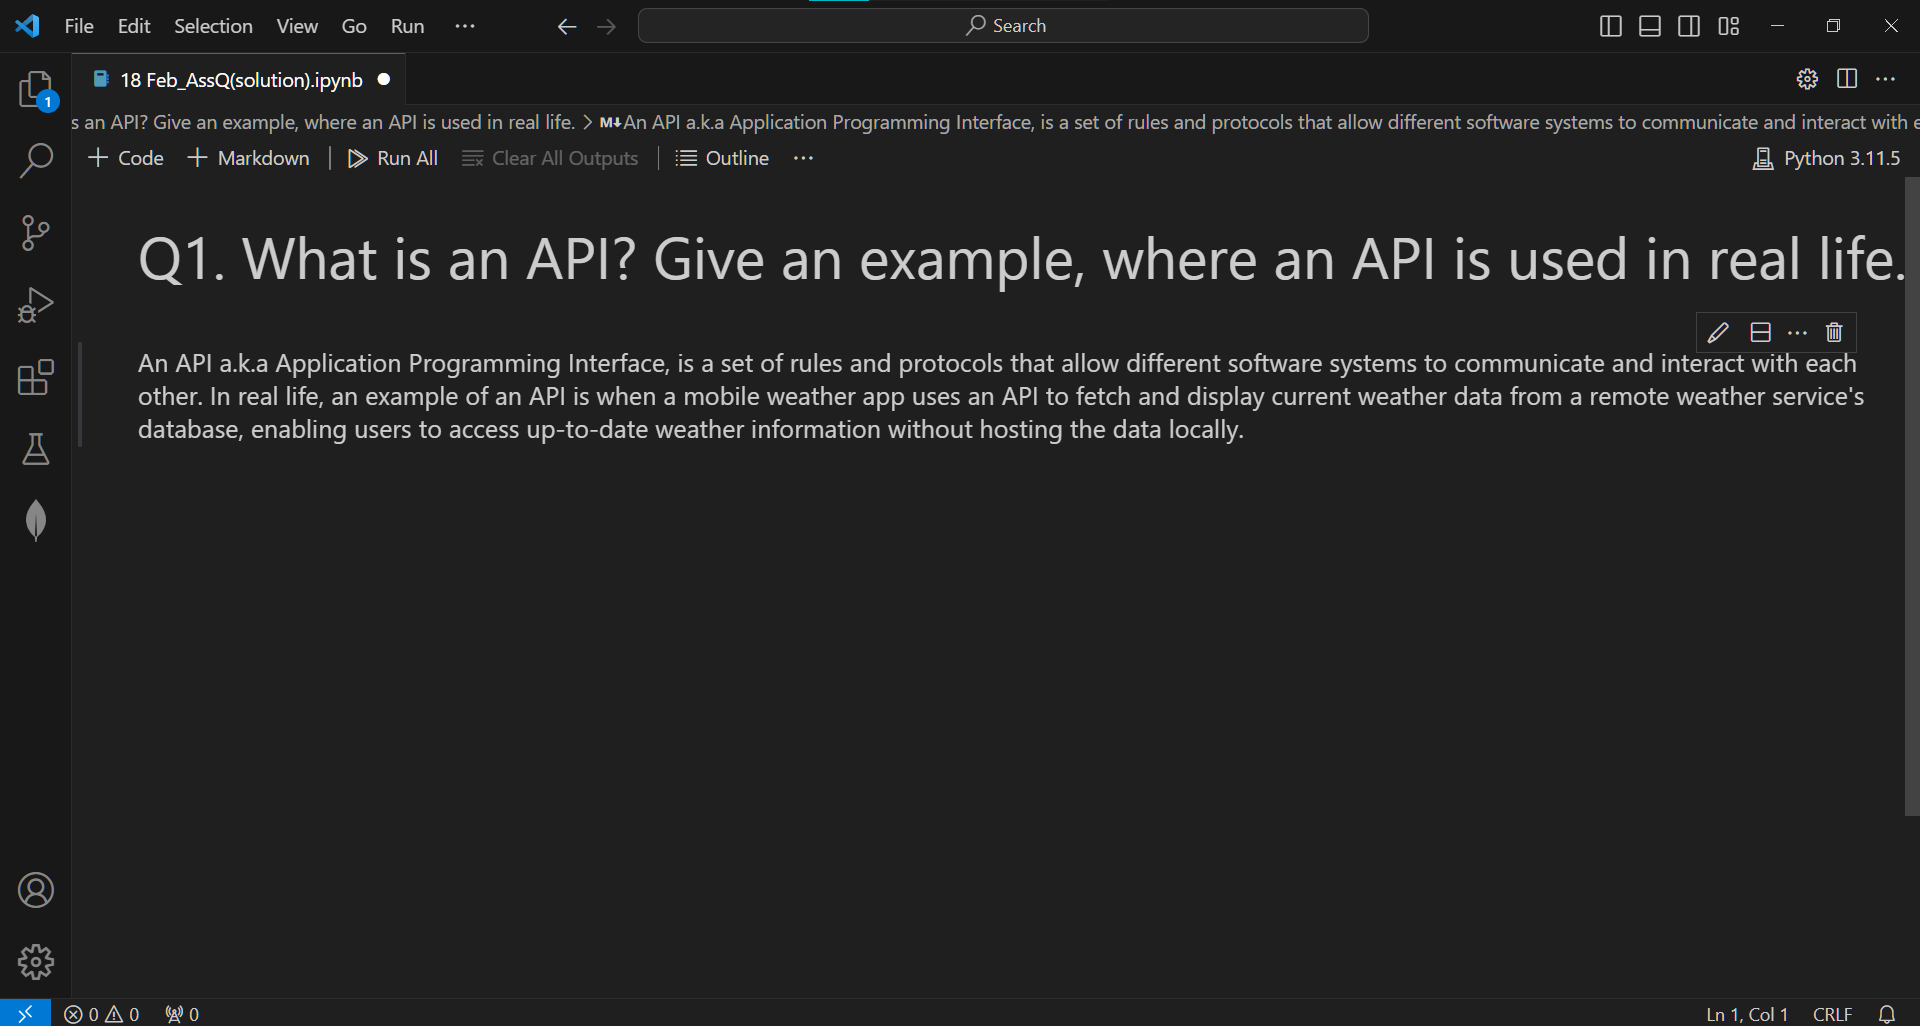 File Edit Selection View Go Run ··· Search
18 Feb_AssQ(solution).ipynb
1
s an API? Give an example, where an API is used in real life. > M↓ An API a.k.a Application Programming Interface, is a set of rules and protocols that allow different software systems to communicate and interact with e
+ Code + Markdown | Run All Clear All Outputs | Outline ··· Python 3.11.5
Q1. What is an API? Give an example, where an API is used in real life.
An API a.k.a Application Programming Interface, is a set of rules and protocols that allow different software systems to communicate and interact with each
other. In real life, an example of an API is when a mobile weather app uses an API to fetch and display current weather data from a remote weather service's
database, enabling users to access up-to-date weather information without hosting the data locally.
0 0 0 Ln 1, Col 1 CRLF